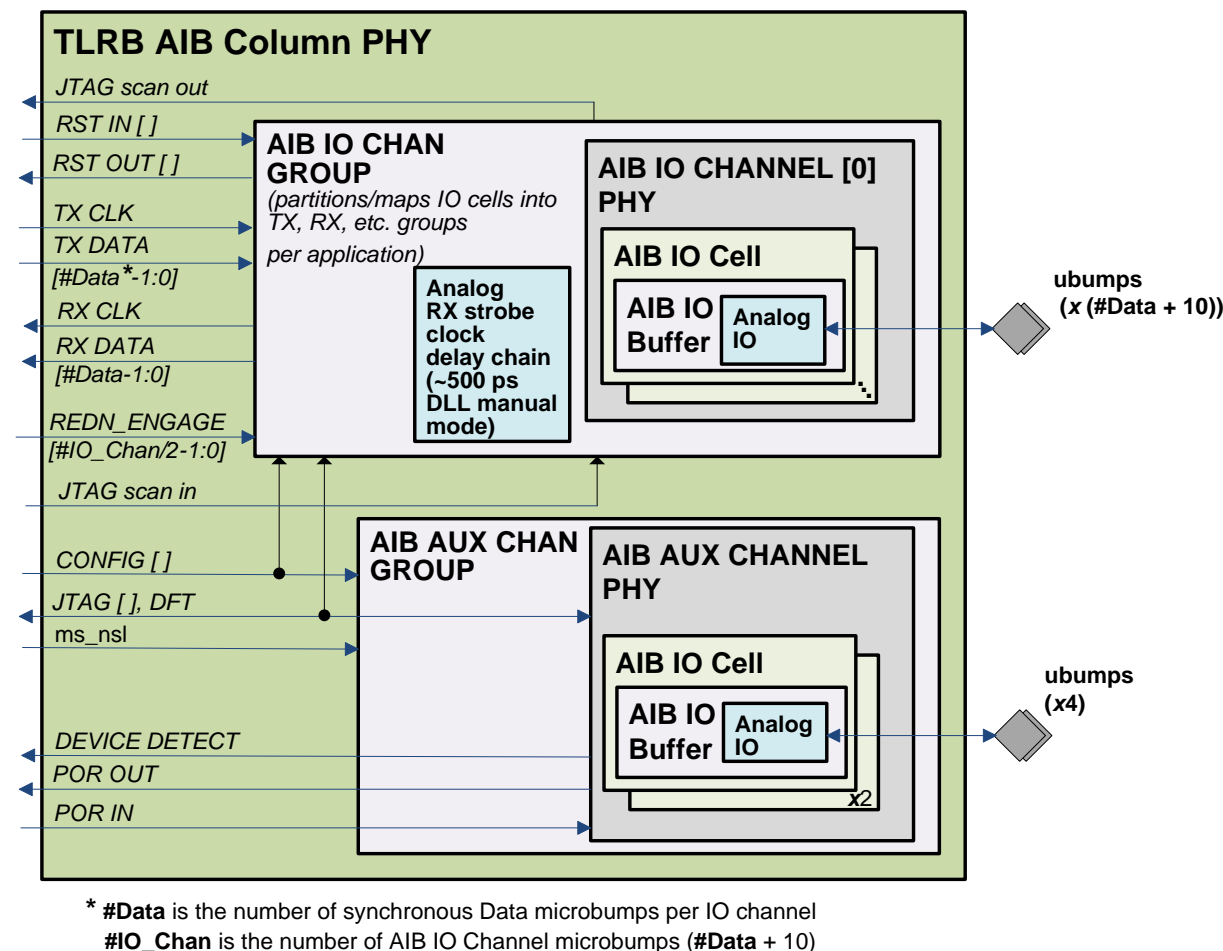 TLRB AIB Column PHY
JTAG scan out
RST IN [ ]
RST OUT [ ]
TX CLK
TX DATA
[#Data*-1:0]
RX CLK
RX DATA
[#Data-1:0]
REDN_ENGAGE
[#IO_Chan/2-1:0]
JTAG scan in
AIB IO CHAN
GROUP
(partitions/maps IO cells into
TX, RX, etc. groups
per application)
Analog
RX strobe
clock
delay chain
(~500 ps
DLL manual
mode)
AIB IO CHANNEL [0]
PHY
AIB IO Cell
AIB IO
Buffer
Analog
IO
ubumps
(x (#Data + 10))
CONFIG [ ]
JTAG [ ], DFT
ms_nsl
DEVICE DETECT
POR OUT
POR IN
AIB AUX CHAN
GROUP
AIB AUX CHANNEL
PHY
AIB IO Cell
AIB IO
Buffer
Analog
IO
x2
ubumps
(x4)
* #Data is the number of synchronous Data microbumps per IO channel
#IO_Chan is the number of AIB IO Channel microbumps (#Data + 10)